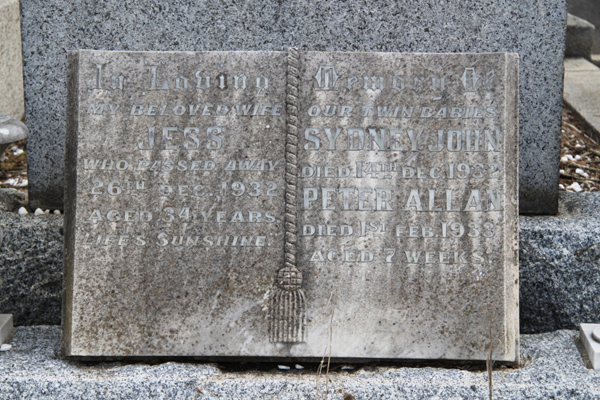 In Loving Memory Of
MY BELOVED WIFE
JESS
WHO PASSED AWAY
26TH DEC. 1932
AGED 34 YEARS
LIFE'S SUNSHINE.
OUR TWIN BABIES
SYDNEY JOHN
DIED 14TH DEC. 1932
PETER ALLAN
DIED 1ST FEB. 1933
AGED 7 WEEKS.